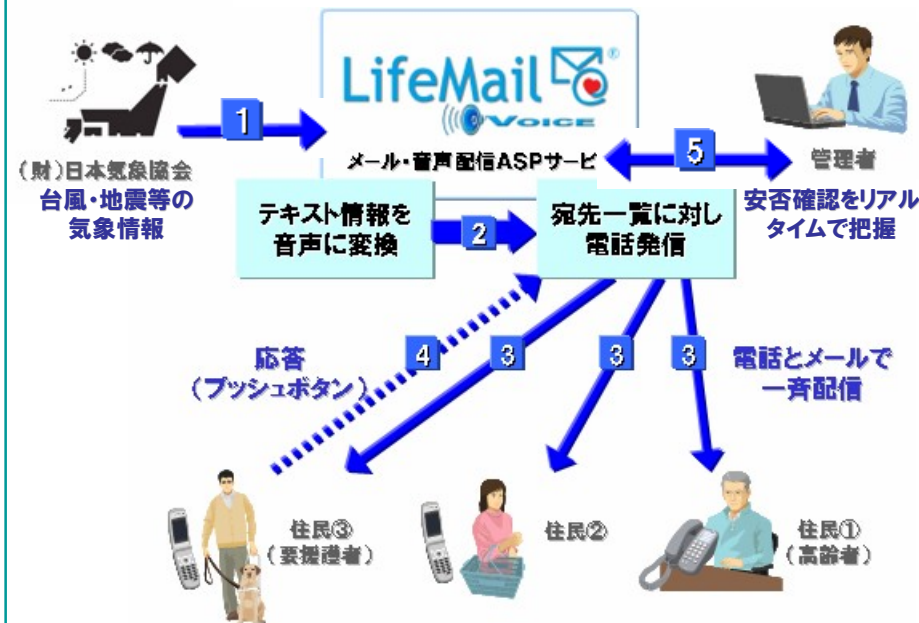 LifeMail
®
VOICE
1
(財)日本気象協会
台風・地震等の
気象情報
メール・音声配信ASPサービ
5
管理者
安否確認をリアル
タイムで把握
テキスト情報を
音声に変換
2
宛先一覧に対し
電話発信
応答
(プッシュボタン)
4
3
3
3
電話とメールで
一斉配信
住民③
(要援護者)
住民②
住民①
(高齢者)